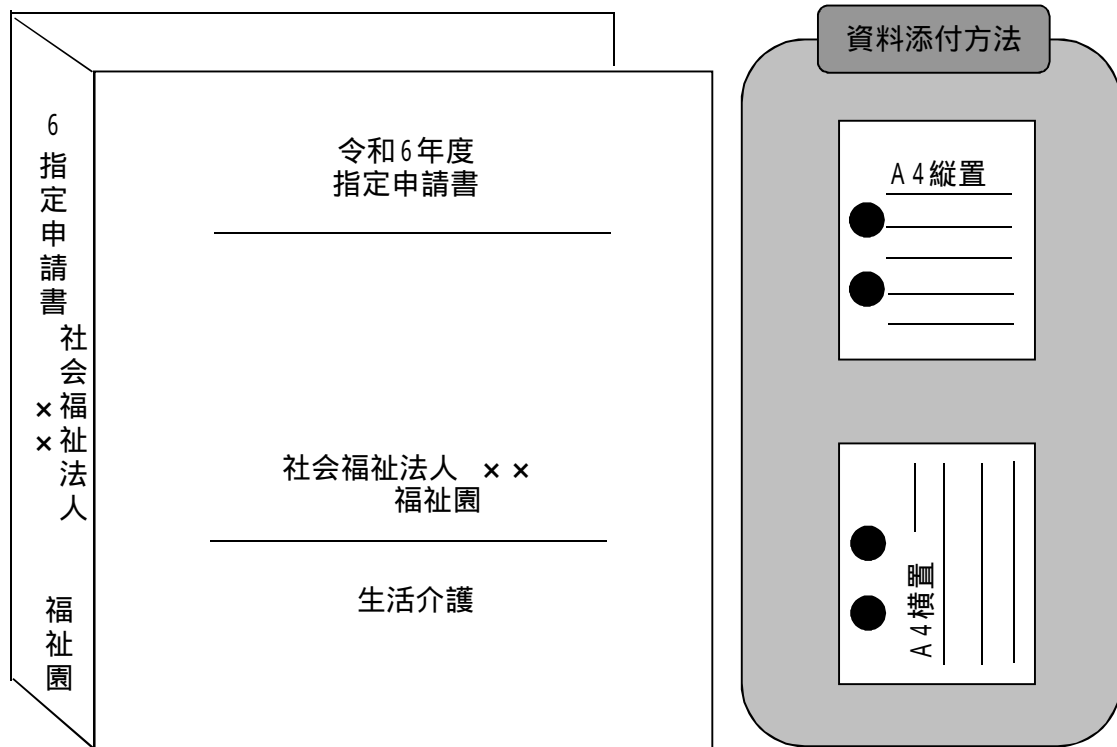 6指定申請書
社会福祉法人
××
福祉園
令和6年度
指定申請書
社会福祉法人 ××
福祉園
生活介護
資料添付方法
A4縦置
A4横置